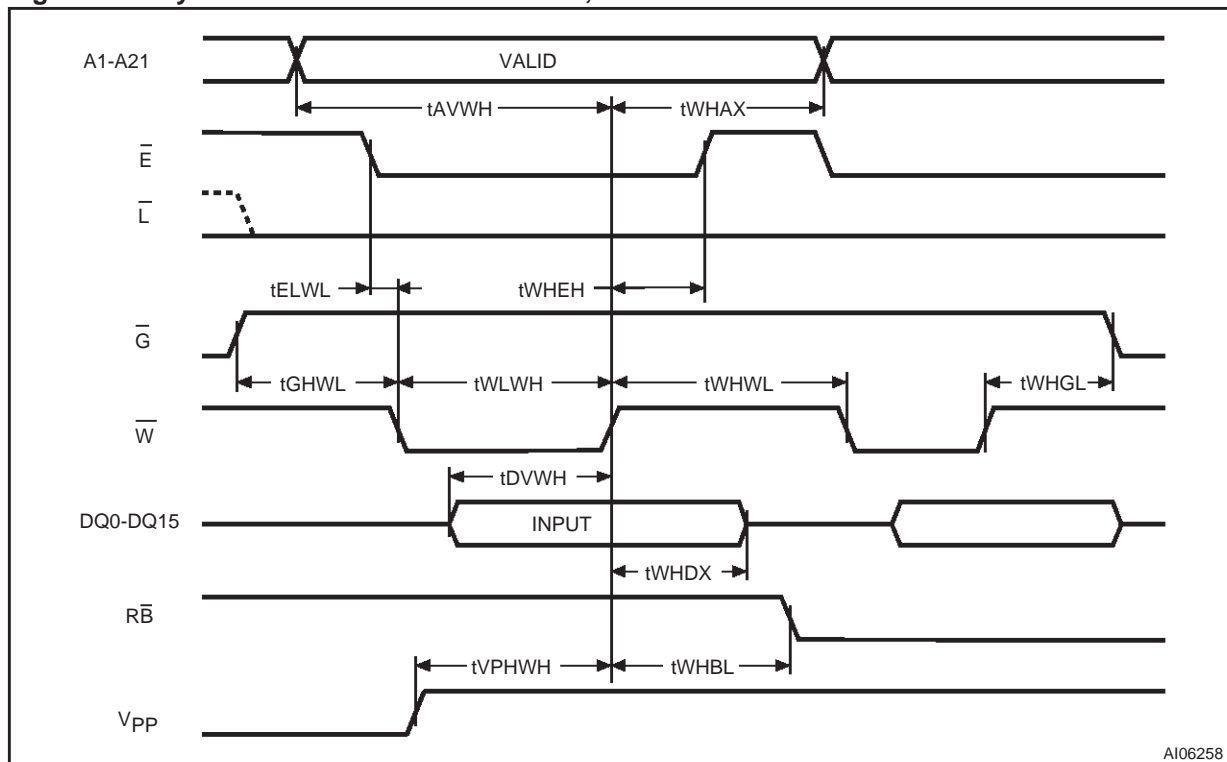 A1-A21
VALID
tAVWH
tWHAX
E̅
L̅
tELWL
tWHEH
G̅
tGHWL
tWLWH
tWHWL
tWHGL
W̅
tDVWH
DQ0-DQ15
INPUT
tWHDX
RB̅
tVPHWH
tWHBL
VPP
AI06258